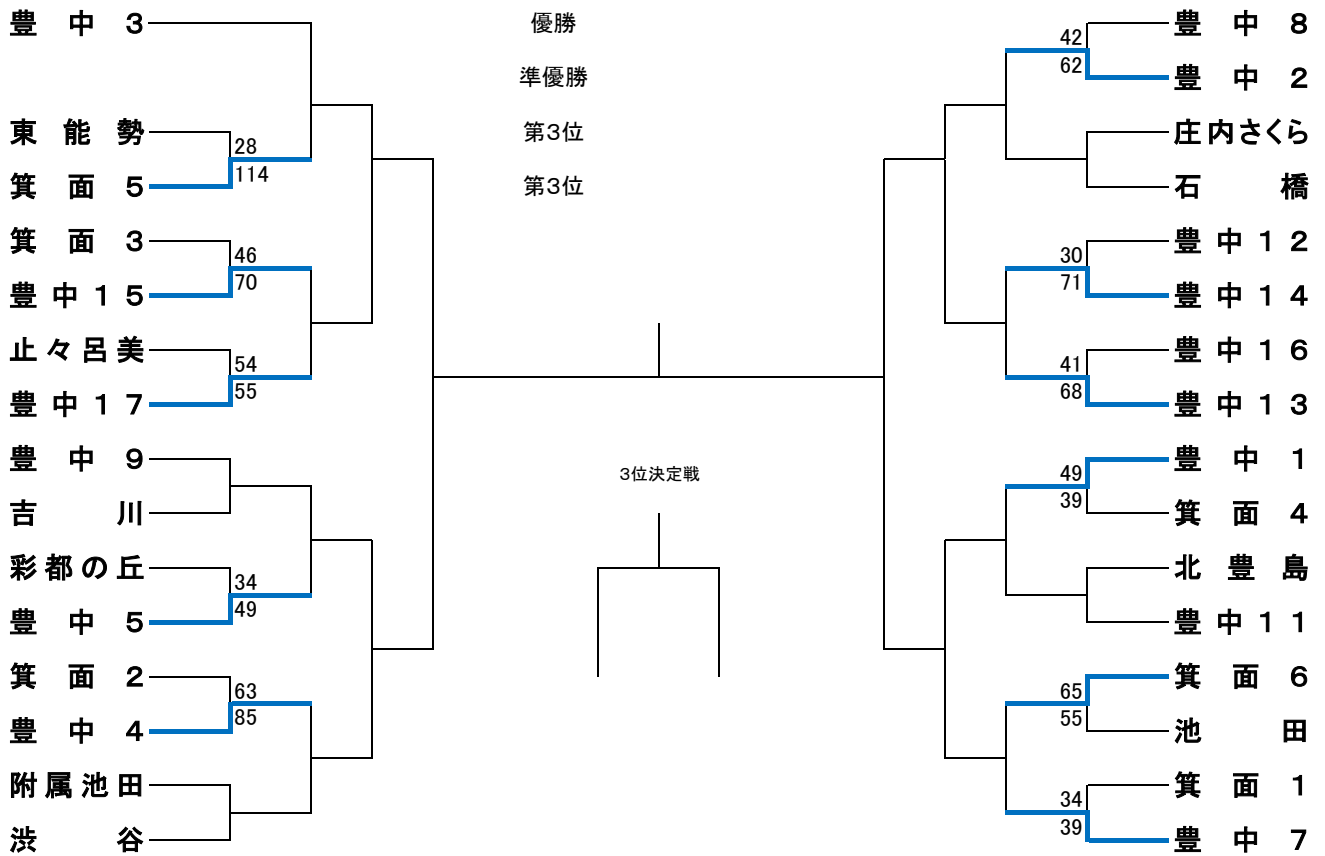 豊中３
東能勢
28
114
箕面５
箕面３
46
70
豊中１５
止々呂美
54
55
豊中１７
豊中９
吉川
彩都の丘
34
49
豊中５
箕面２
63
85
豊中４
附属池田
渋谷
優勝
準優勝
第３位
第３位
３位決定戦
豊中８
42
62
豊中２
庄内さくら
石橋
豊中１２
30
71
豊中１４
豊中１６
41
68
豊中１３
豊中１
49
39
箕面４
北豊島
豊中１１
箕面６
65
55
池田
箕面１
34
39
豊中７